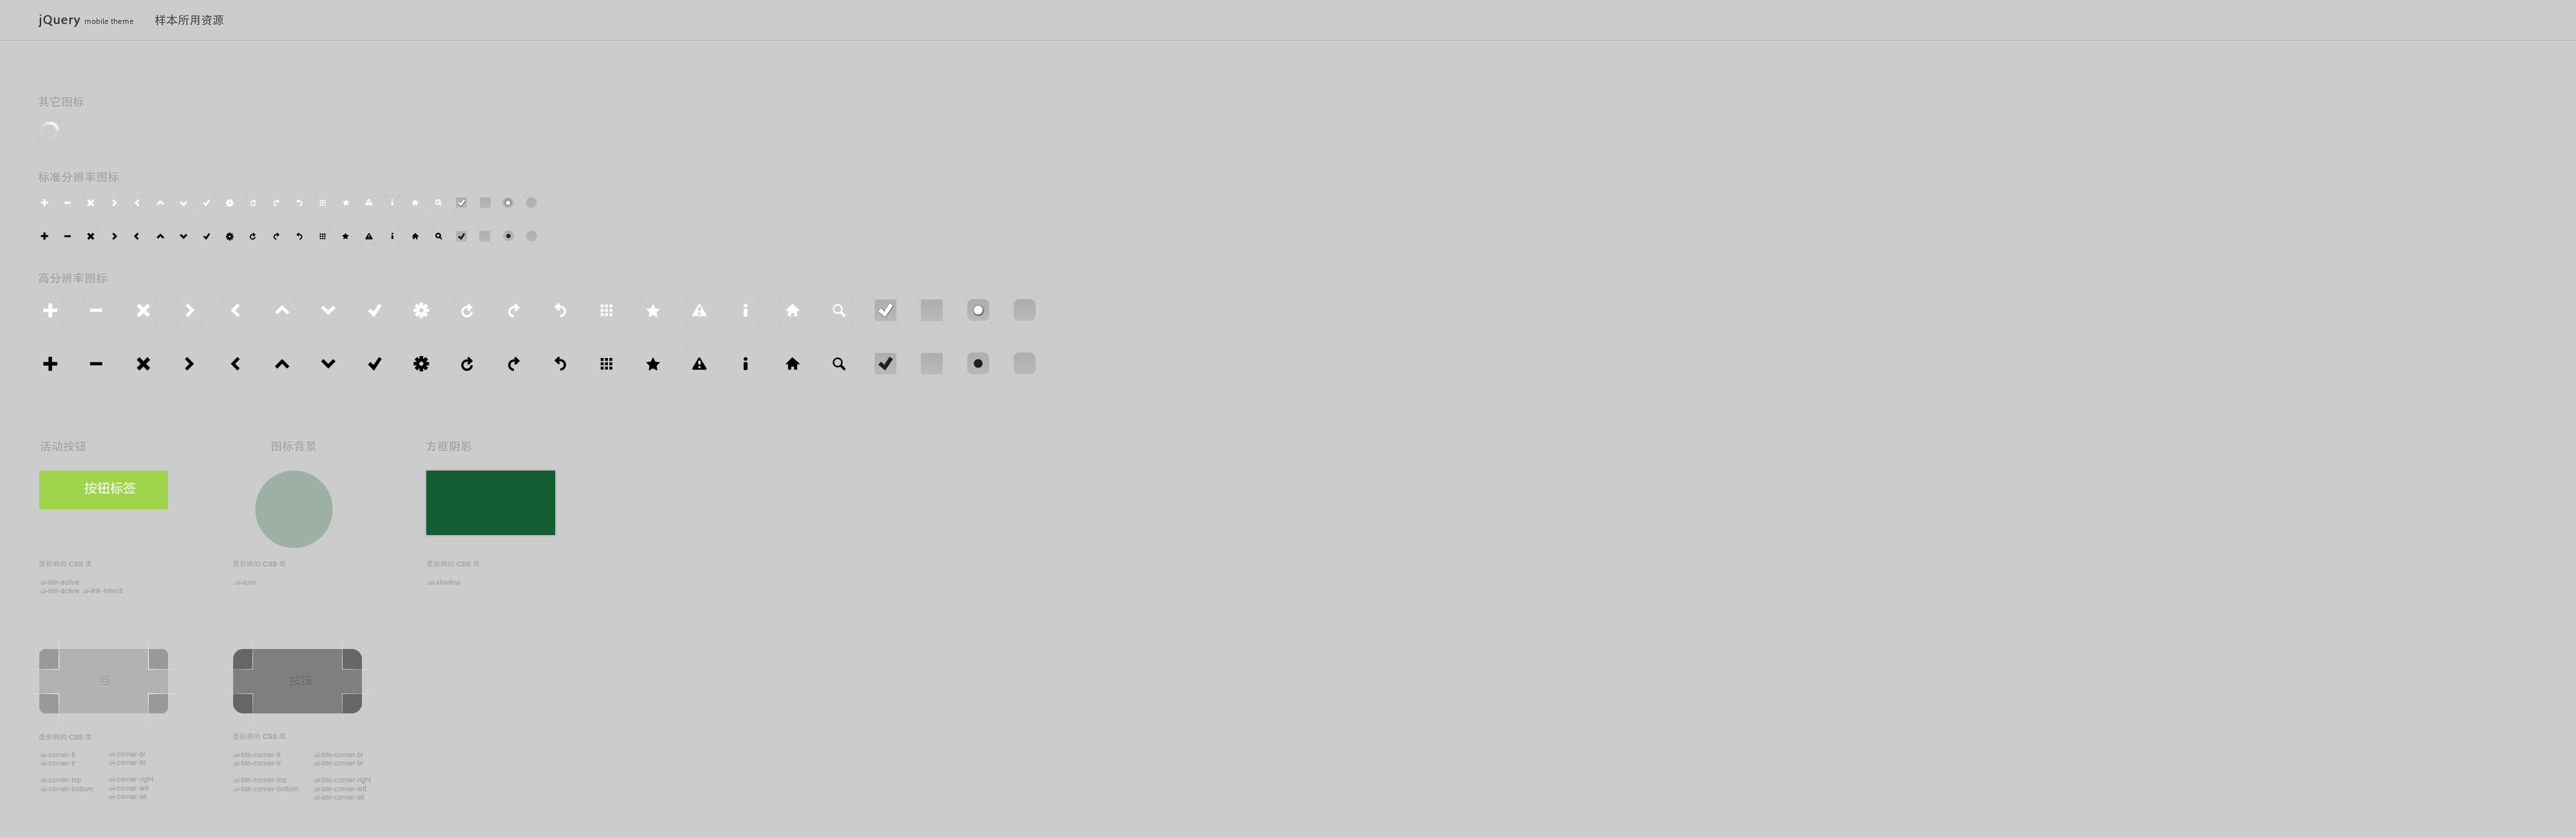 jQuery mobile theme 样本所用资源
其它图标
标准分辨率图标
高分辨率图标
活动按钮
图标背景
方框阴影
按钮标签
受影响的 CSS 类
.ui-btn-active
.ui-btn-active .ui-link-inherit
受影响的 CSS 类
.ui-icon
受影响的 CSS 类
.ui-shadow
组
按钮
受影响的 CSS 类
.ui-corner-tl
.ui-corner-tr
.ui-corner-top
.ui-corner-bottom
.ui-corner-bl
.ui-corner-br
.ui-corner-right
.ui-corner-left
.ui-corner-all
受影响的 CSS 类
.ui-btn-corner-tl
.ui-btn-corner-tr
.ui-btn-corner-top
.ui-btn-corner-bottom
.ui-btn-corner-bl
.ui-btn-corner-br
.ui-btn-corner-right
.ui-btn-corner-left
.ui-btn-corner-all